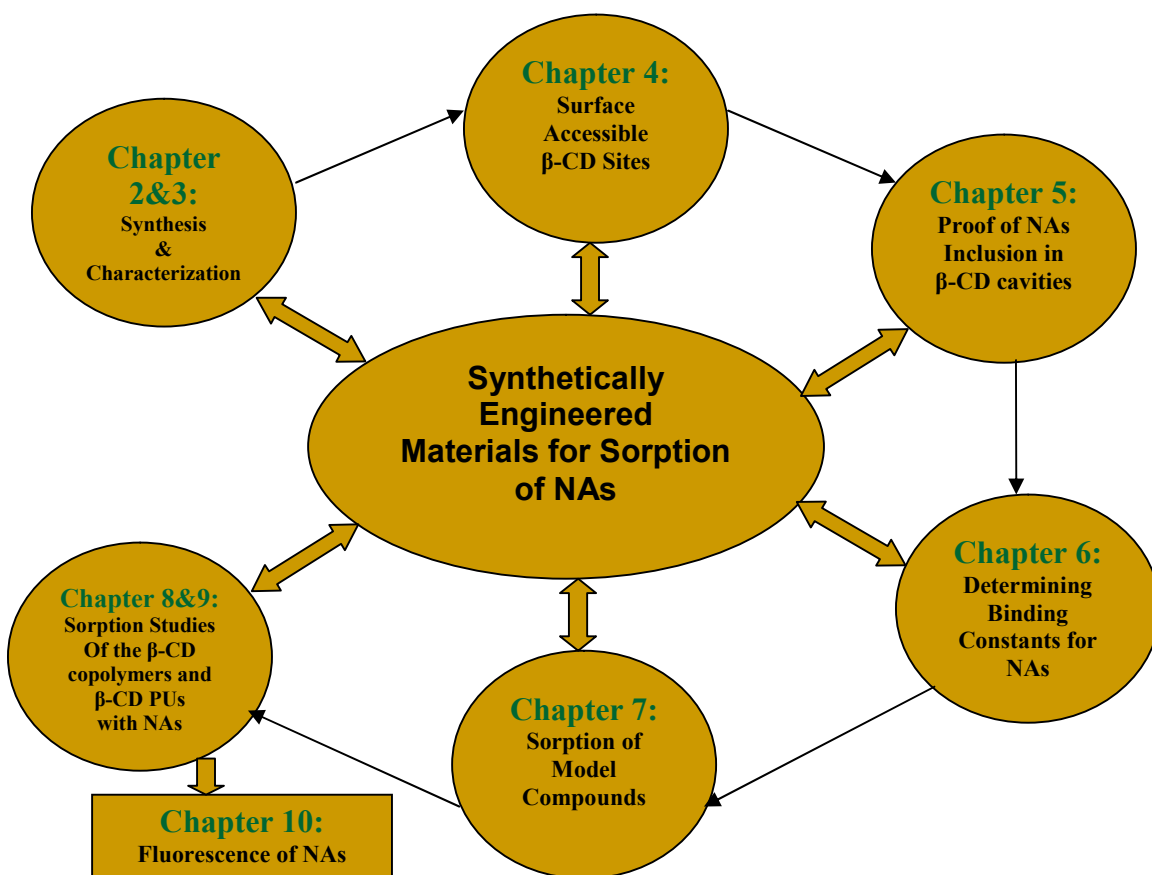 Chapter 4:
Surface
Accessible
β-CD Sites
Chapter
2&3:
Synthesis
&
Characterization
Chapter 5:
Proof of NAs
Inclusion in
β-CD cavities
Synthetically
Engineered
Materials for Sorption
of NAs
Chapter 6:
Determining
Binding
Constants for
NAs
Chapter 8&9:
Sorption Studies
Of the β-CD
copolymers and
β-CD PUs
with NAs
Chapter 7:
Sorption of
Model
Compounds
Chapter 10:
Fluorescence of NAs